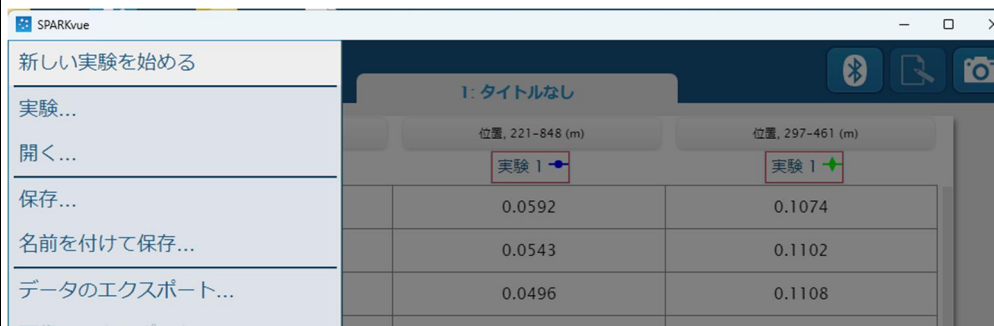 SPARKvue
新しい実験を始める
実験...
開く...
保存...
名前を付けて保存...
データのエクスポート...
1: タイトルなし
位置, 221-848 (m)
位置, 297-461 (m)
実験 1
実験 1
0.0592
0.1074
0.0543
0.1102
0.0496
0.1108